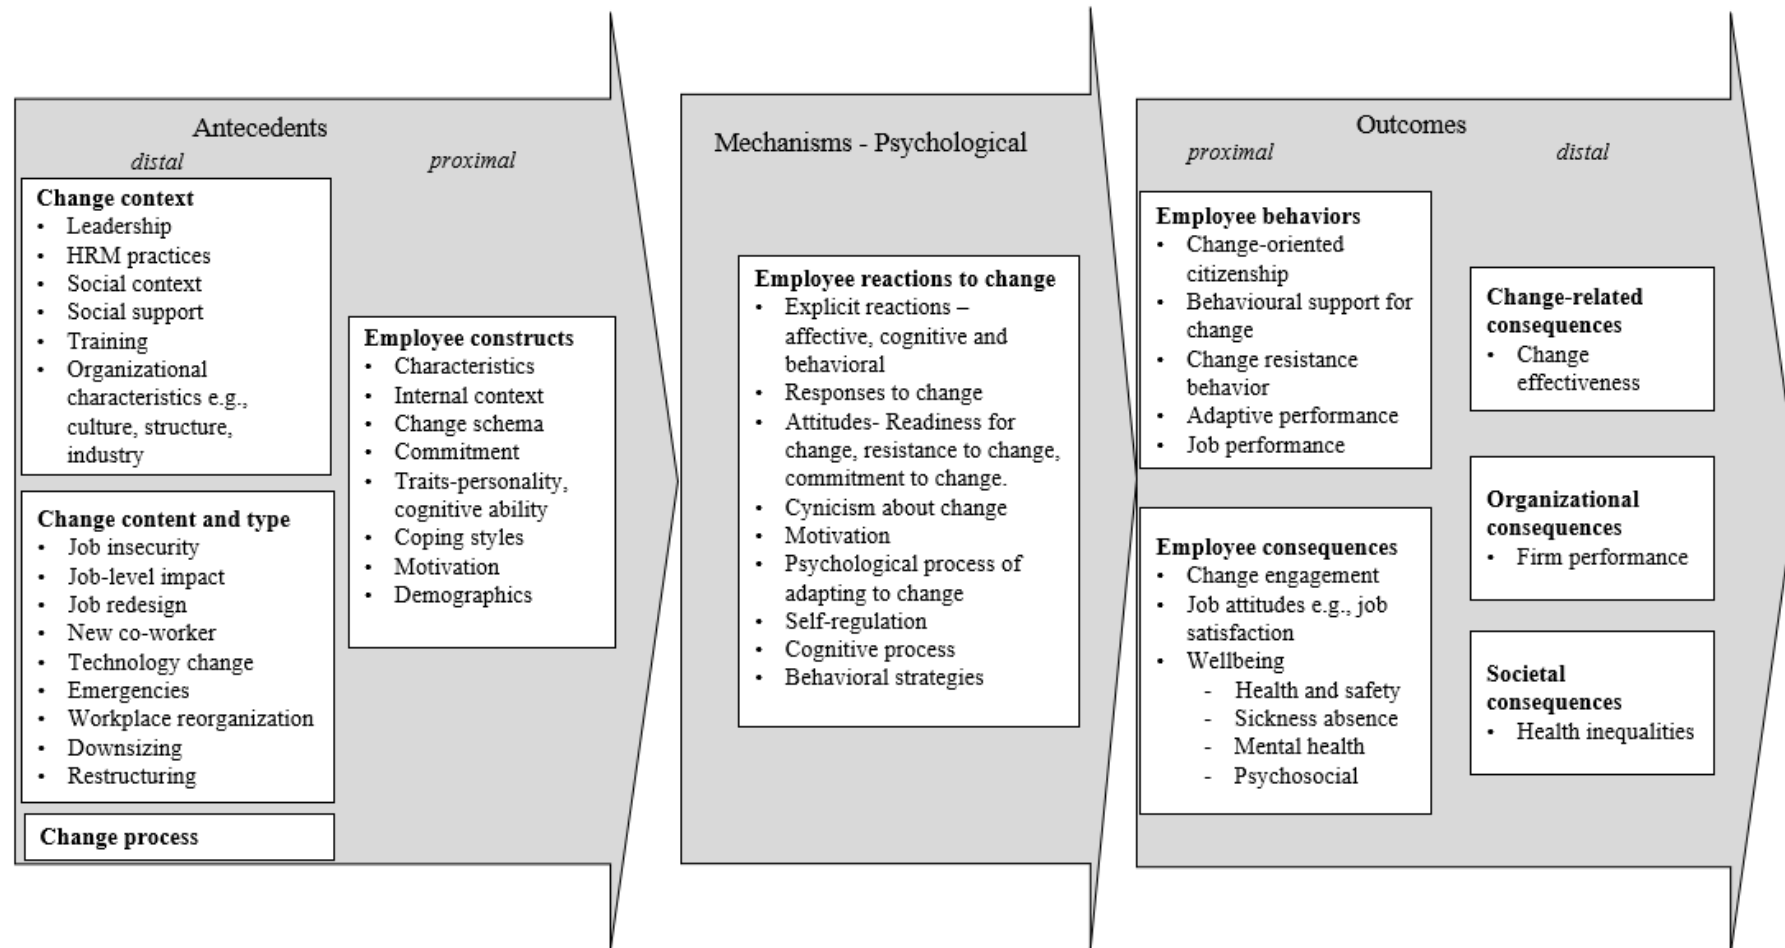 Antecedents
distal
proximal
Change context
• Leadership
• HRM practices
• Social context
• Social support
• Training
• Organizational
characteristics e.g.,
culture, structure,
industry
Change content and type
• Job insecurity
• Job-level impact
• Job redesign
• New co-worker
• Technology change
• Emergencies
• Workplace reorganization
• Downsizing
• Restructuring
Change process
Employee constructs
• Characteristics
• Internal context
• Change schema
• Commitment
• Traits-personality,
cognitive ability
• Coping styles
• Motivation
• Demographics
Mechanisms - Psychological
Employee reactions to change
• Explicit reactions –
affective, cognitive and
behavioral
• Responses to change
• Attitudes- Readiness for
change, resistance to change,
commitment to change.
• Cynicism about change
• Motivation
• Psychological process of
adapting to change
• Self-regulation
• Cognitive process
• Behavioral strategies
Outcomes
proximal
distal
Employee behaviors
• Change-oriented
citizenship
• Behavioural support for
change
• Change resistance
behavior
• Adaptive performance
• Job performance
Employee consequences
• Change engagement
• Job attitudes e.g., job
satisfaction
• Wellbeing
- Health and safety
- Sickness absence
- Mental health
- Psychosocial
Change-related
consequences
• Change
effectiveness
Organizational
consequences
• Firm performance
Societal
consequences
• Health inequalities